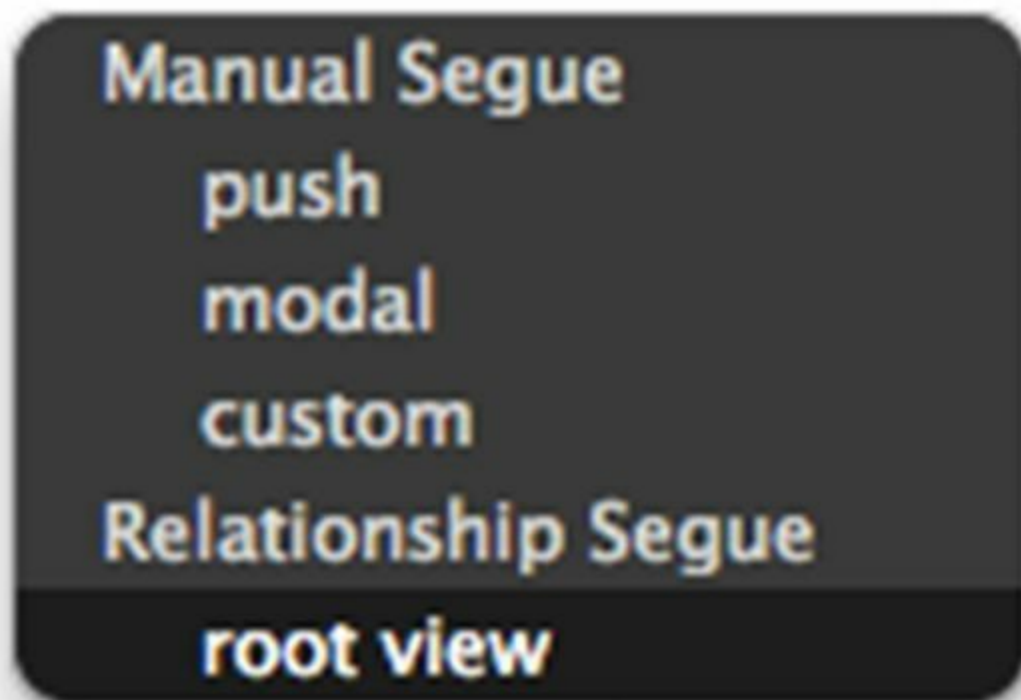 Manual Segue
push
modal
custom
Relationship Segue
root view